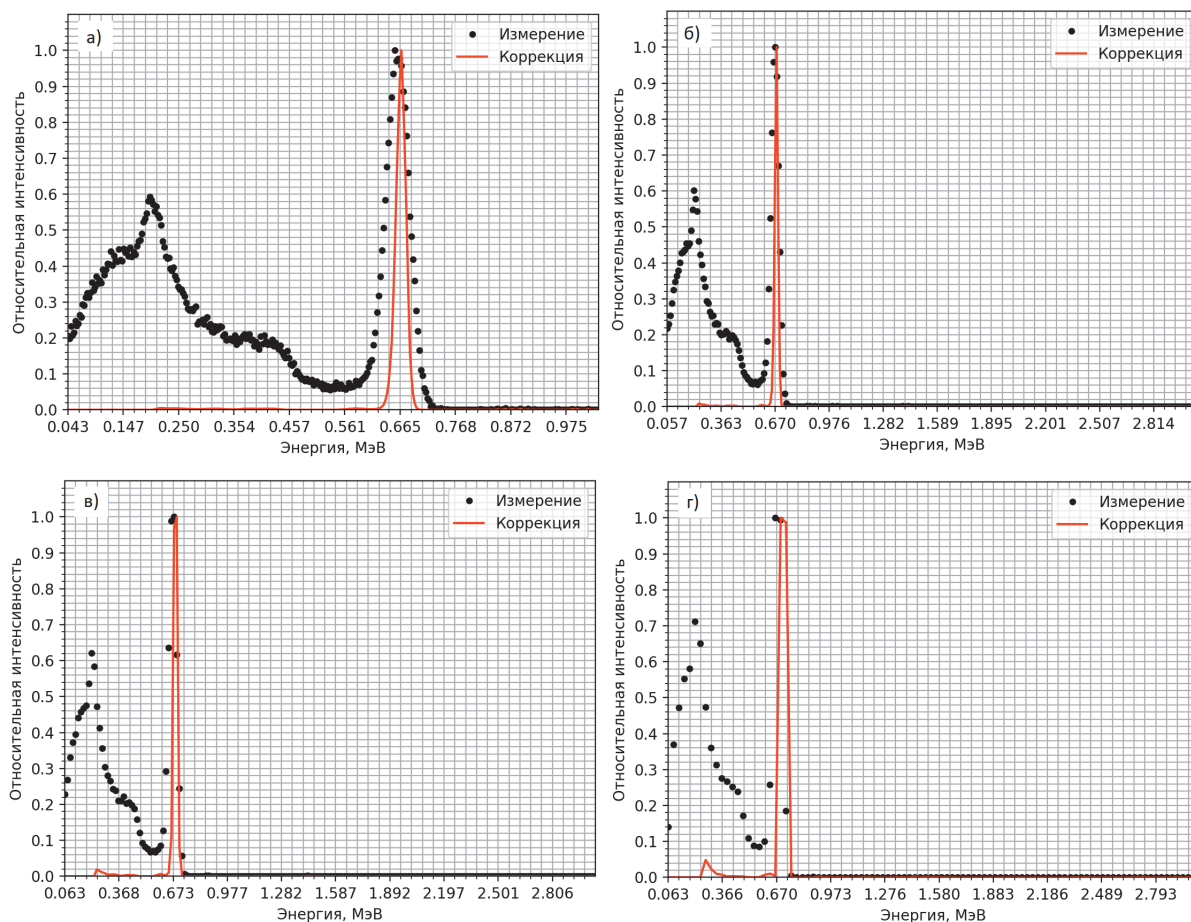 а)
Измерение
Коррекция
Относительная интенсивность
1.0
0.9
0.8
0.7
0.6
0.5
0.4
0.3
0.2
0.1
0.0
0.043 0.147 0.250 0.354 0.457 0.561 0.665 0.768 0.872 0.975
Энергия, МэВ
б)
Измерение
Коррекция
Относительная интенсивность
1.0
0.9
0.8
0.7
0.6
0.5
0.4
0.3
0.2
0.1
0.0
0.057 0.363 0.670 0.976 1.282 1.589 1.895 2.201 2.507 2.814
Энергия, МэВ
в)
Измерение
Коррекция
Относительная интенсивность
1.0
0.9
0.8
0.7
0.6
0.5
0.4
0.3
0.2
0.1
0.0
0.063 0.368 0.673 0.977 1.282 1.587 1.892 2.197 2.501 2.806
Энергия, МэВ
г)
Измерение
Коррекция
Относительная интенсивность
1.0
0.9
0.8
0.7
0.6
0.5
0.4
0.3
0.2
0.1
0.0
0.063 0.366 0.670 0.973 1.276 1.580 1.883 2.186 2.489 2.793
Энергия, МэВ